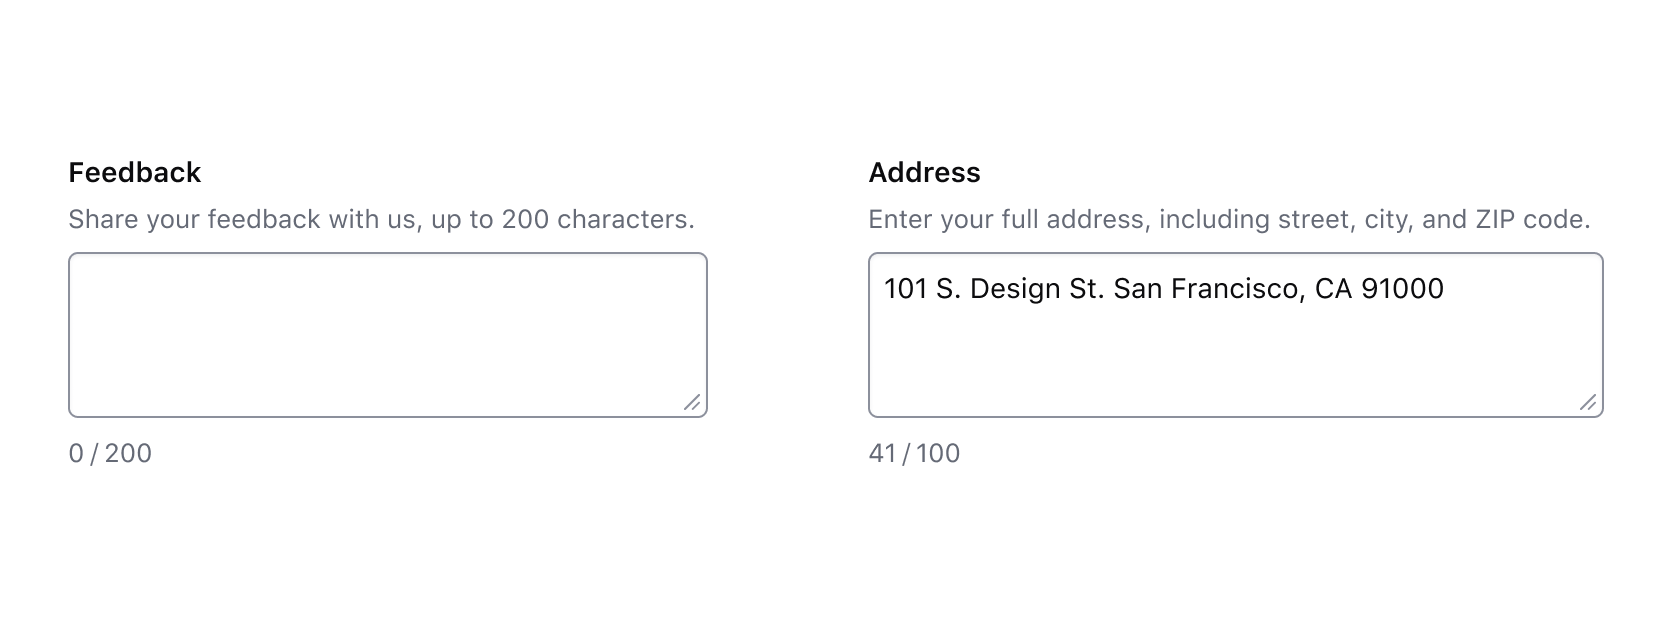 Feedback
Share your feedback with us, up to 200 characters.
0 / 200
Address
Enter your full address, including street, city, and ZIP code.
101 S. Design St. San Francisco, CA 91000
41 / 100